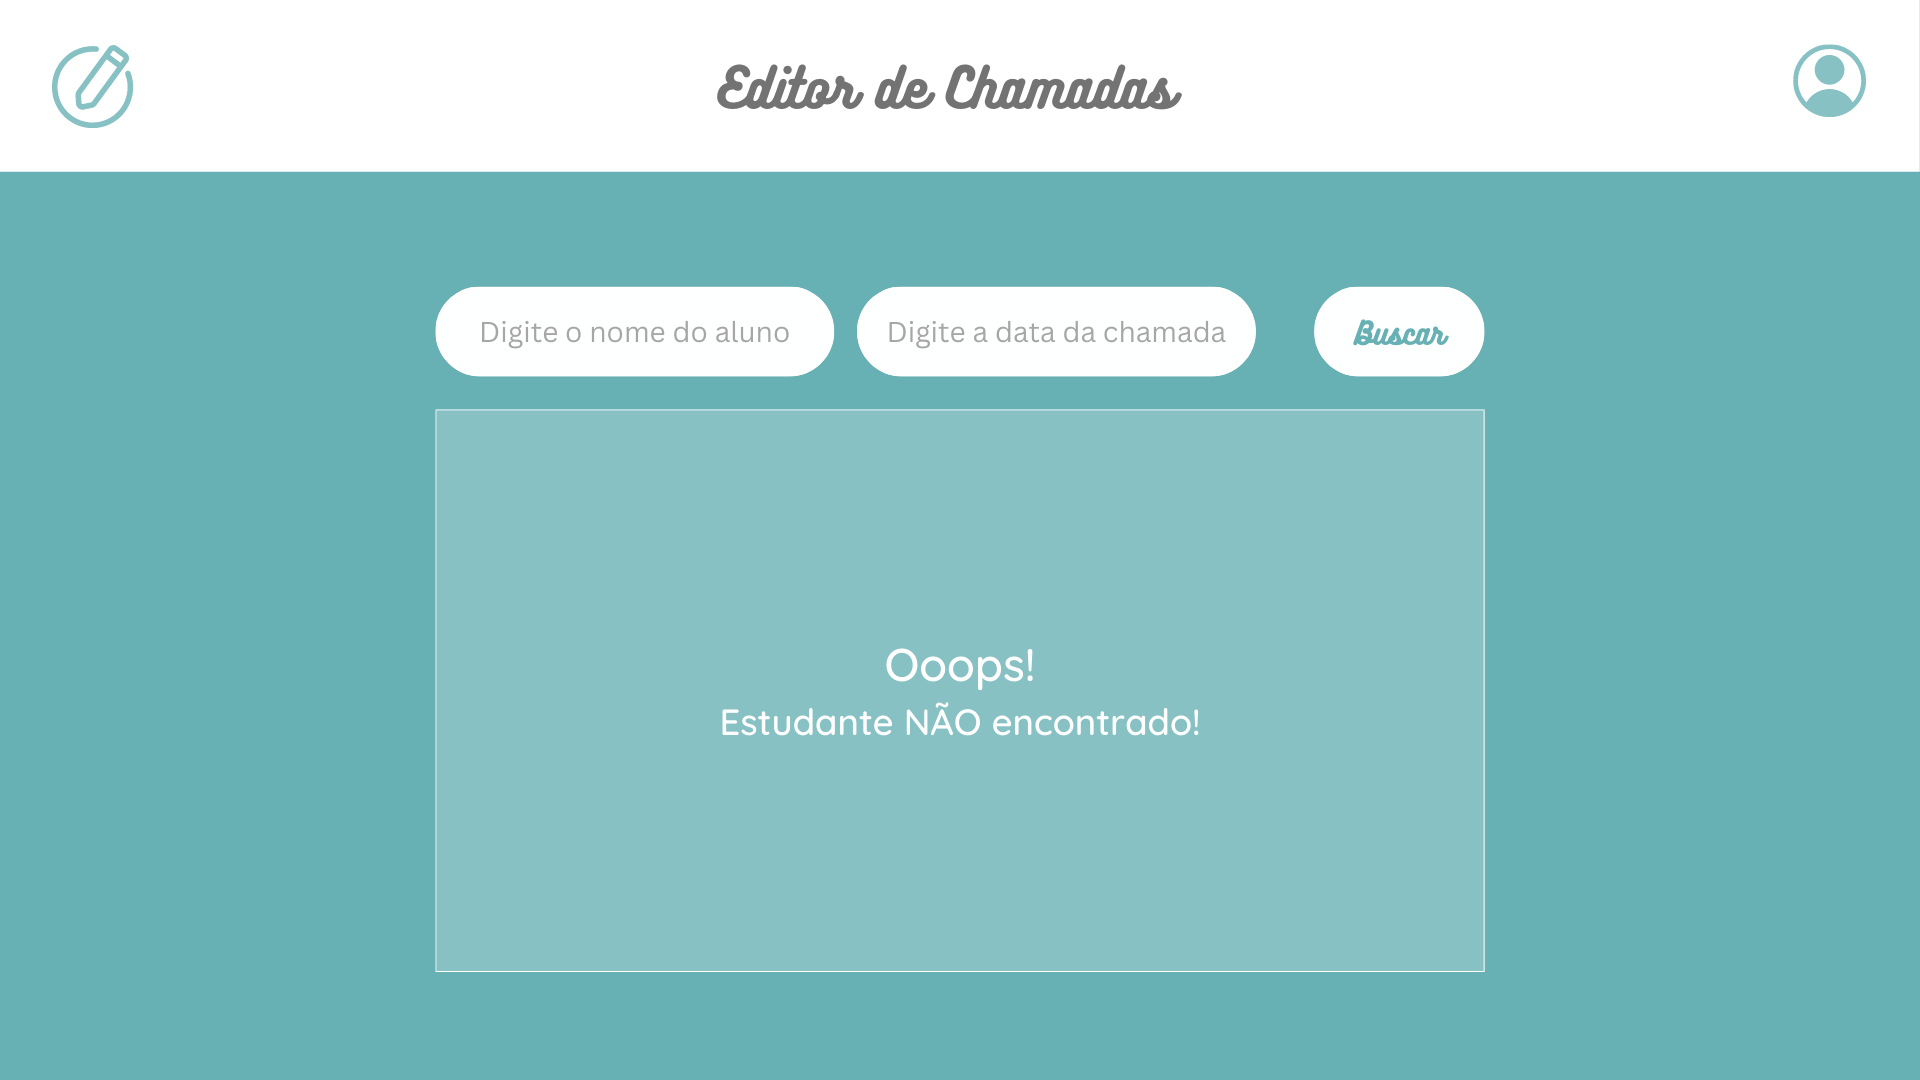 Editor de Chamadas
Digite o nome do aluno
Digite a data da chamada
Buscar
Ooops!
Estudante NÃO encontrado!